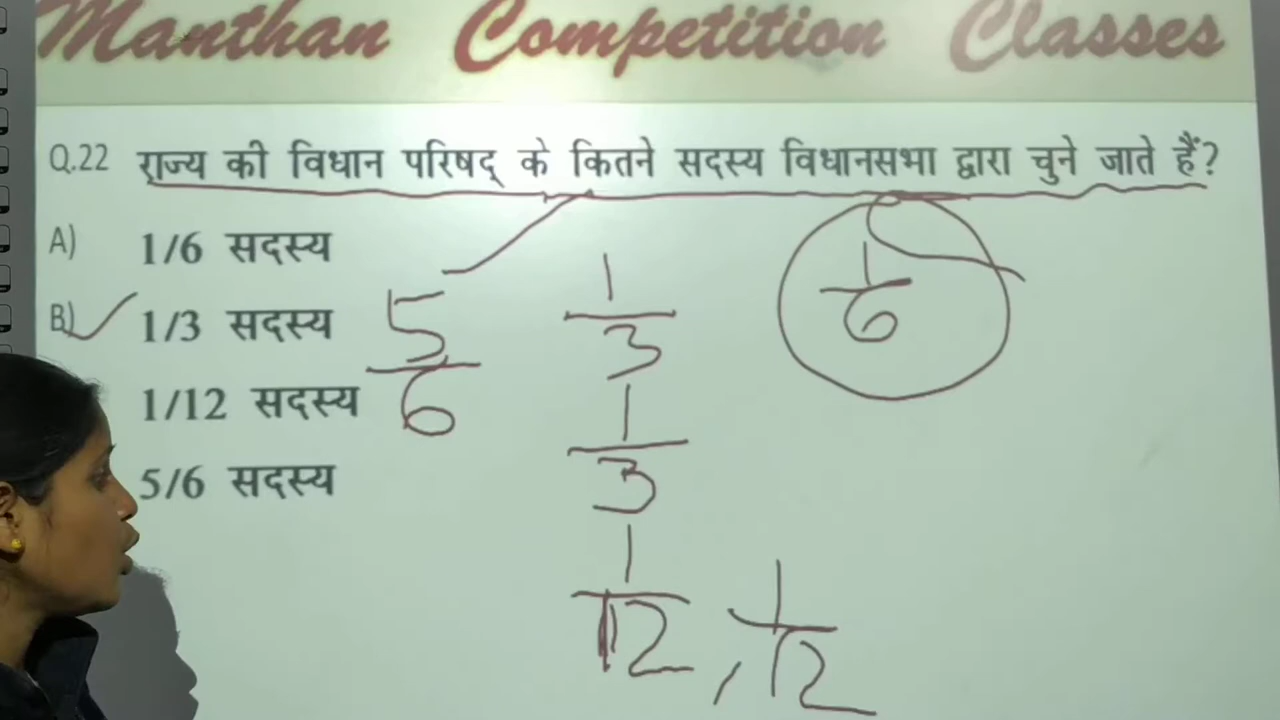 Manthan Competition Classes
Q.22 राज्य की विधान परिषद् के कितने सदस्य विधानसभा द्वारा चुने जाते हैं?
A) 1/6 सदस्य
B) 1/3 सदस्य
1/12 सदस्य
5/6 सदस्य
5/6
1/3
1/3
1/12, 1/12
1/6